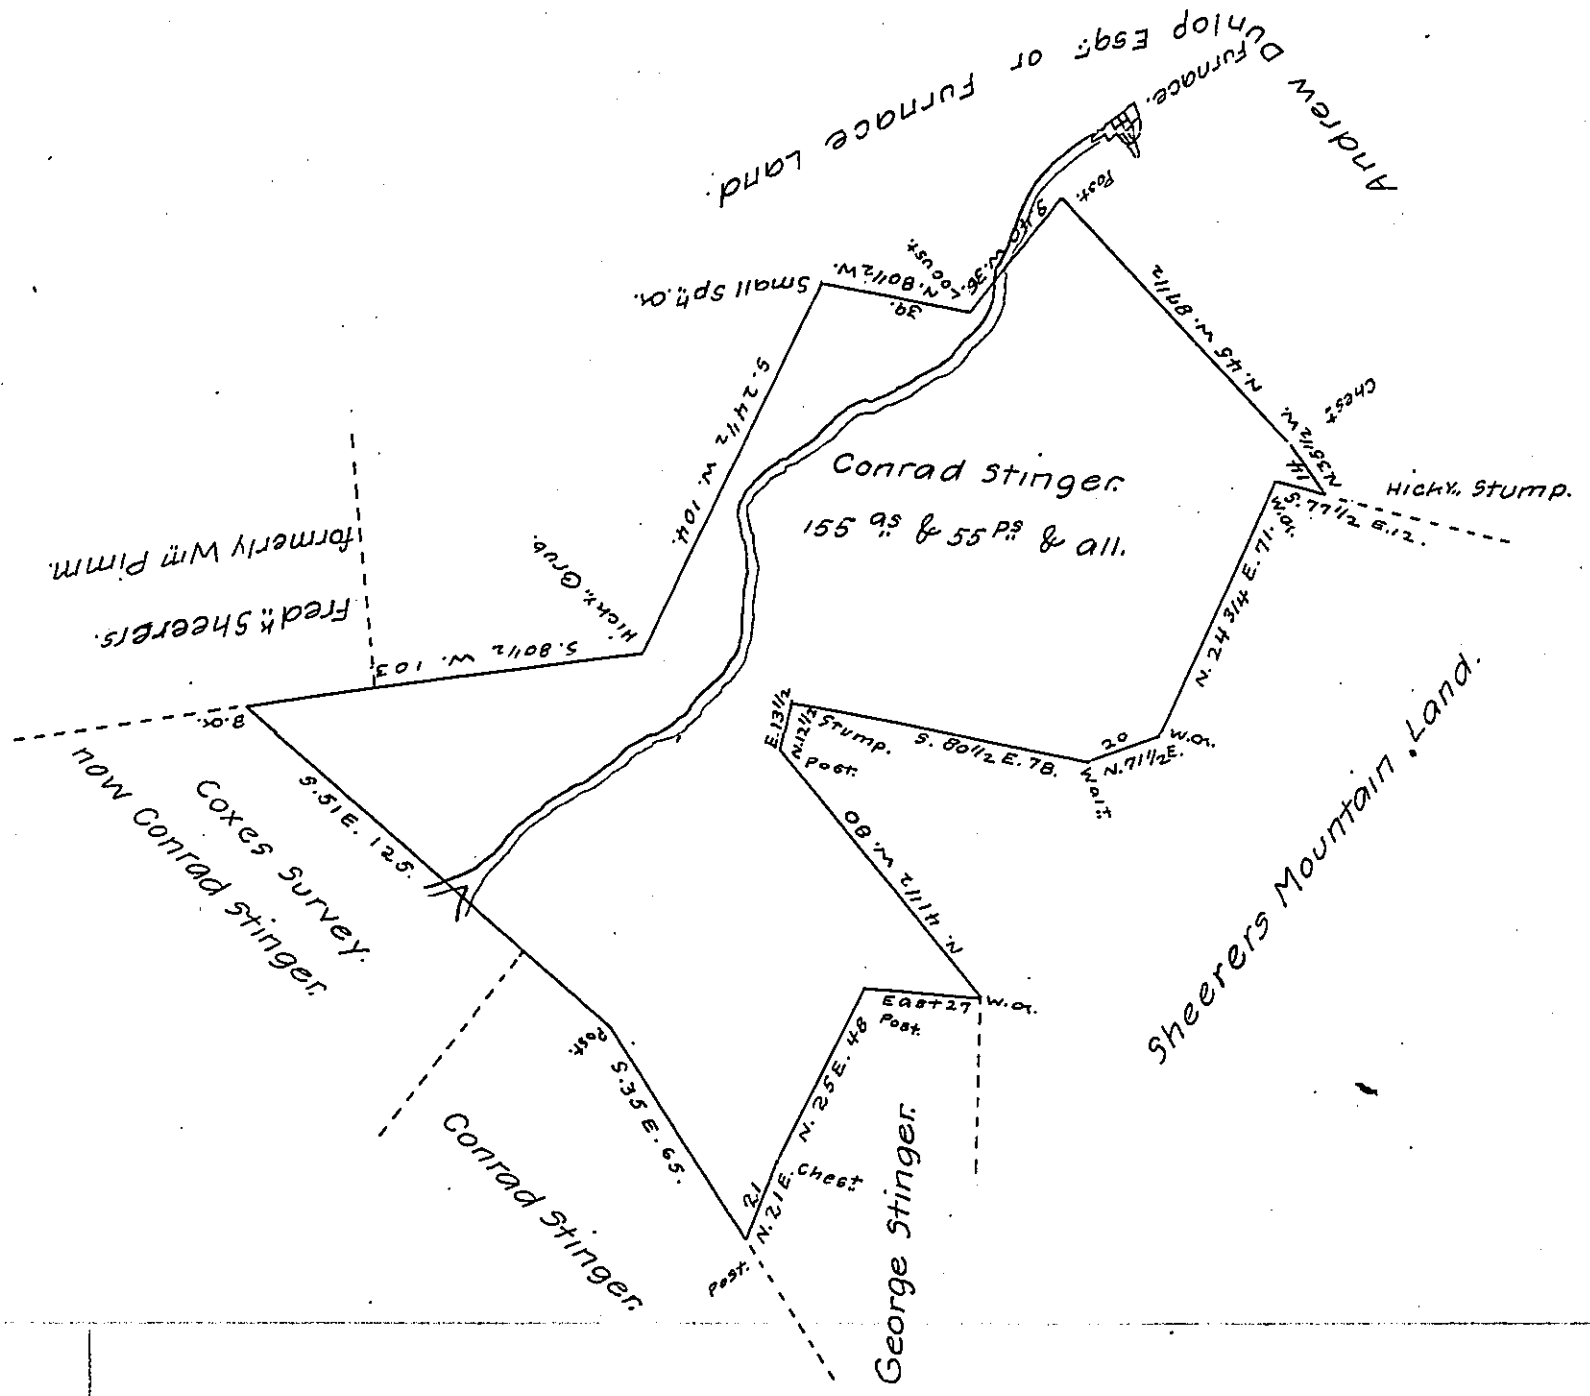 Andrew Dunlop Esqr. or Furnace Land.
Furnace.
Post.
S. 40 W. 36.
Locust.
N. 80 1/2 W.
39.
Small Spn. O.
S. 24 1/2 W. 104.
Hicky. Grub.
S. 80 1/2 W. 103
formerly Wm Pimm.
Fredk. Sheerers.
B.O.
S. 51 E. 125.
Coxes Survey.
now Conrad Stinger.
Post.
S. 35 E. 65.
Conrad Stinger.
Post.
21
N. 21 E.
Chest
N. 25 E. 48
East 27
Post.
W.O.
George Stinger.
N. 41 1/2 W. 80
Post.
N. 12 1/2
E. 13 1/2
Stump.
S. 80 1/2 E. 78.
Walt
20
N. 71 1/2 E.
W.O.
N. 24 3/4 E. 71.
W.O.
S. 77 1/2 E. 12.
Hicky. Stump.
N 35 1/2 W.
14
Chest
N. 45 W. 87 1/2
Conrad Stinger.
155 as & 55 ps & all.
Sheerers Mountain Land.